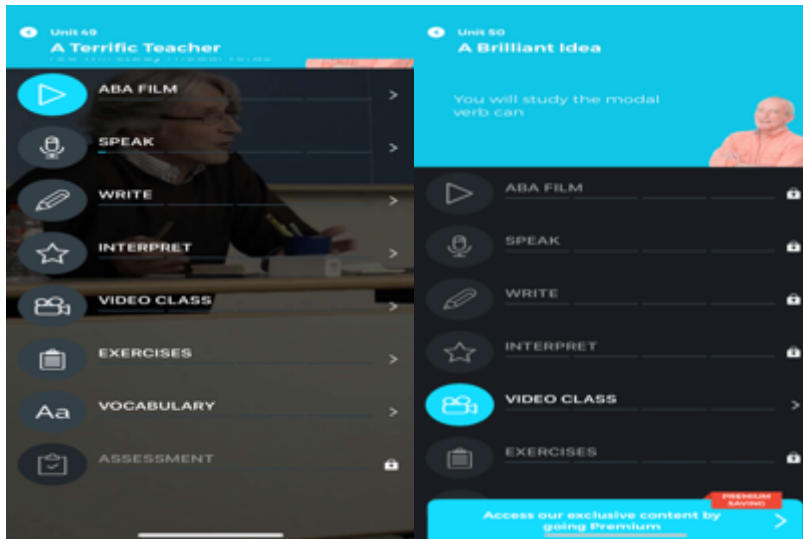 Unit 49
A Terrific Teacher
ABA FILM
SPEAK
WRITE
INTERPRET
VIDEO CLASS
EXERCISES
Aa
VOCABULARY
ASSESSMENT
Unit 50
A Brilliant Idea
You will study the modal
verb can
ABA FILM
SPEAK
WRITE
INTERPRET
VIDEO CLASS
EXERCISES
PREMIUM
SAVING
Access our exclusive content by
going Premium